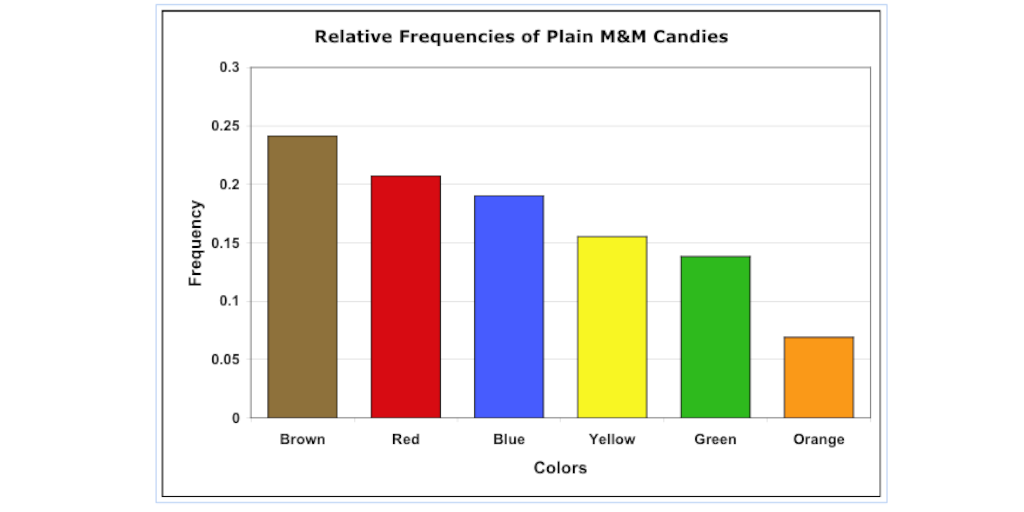 Relative Frequencies of Plain M&M Candies
0.3
0.25
0.2
0.15
0.1
0.05
0
Frequency
Brown Red Blue Yellow Green Orange
Colors